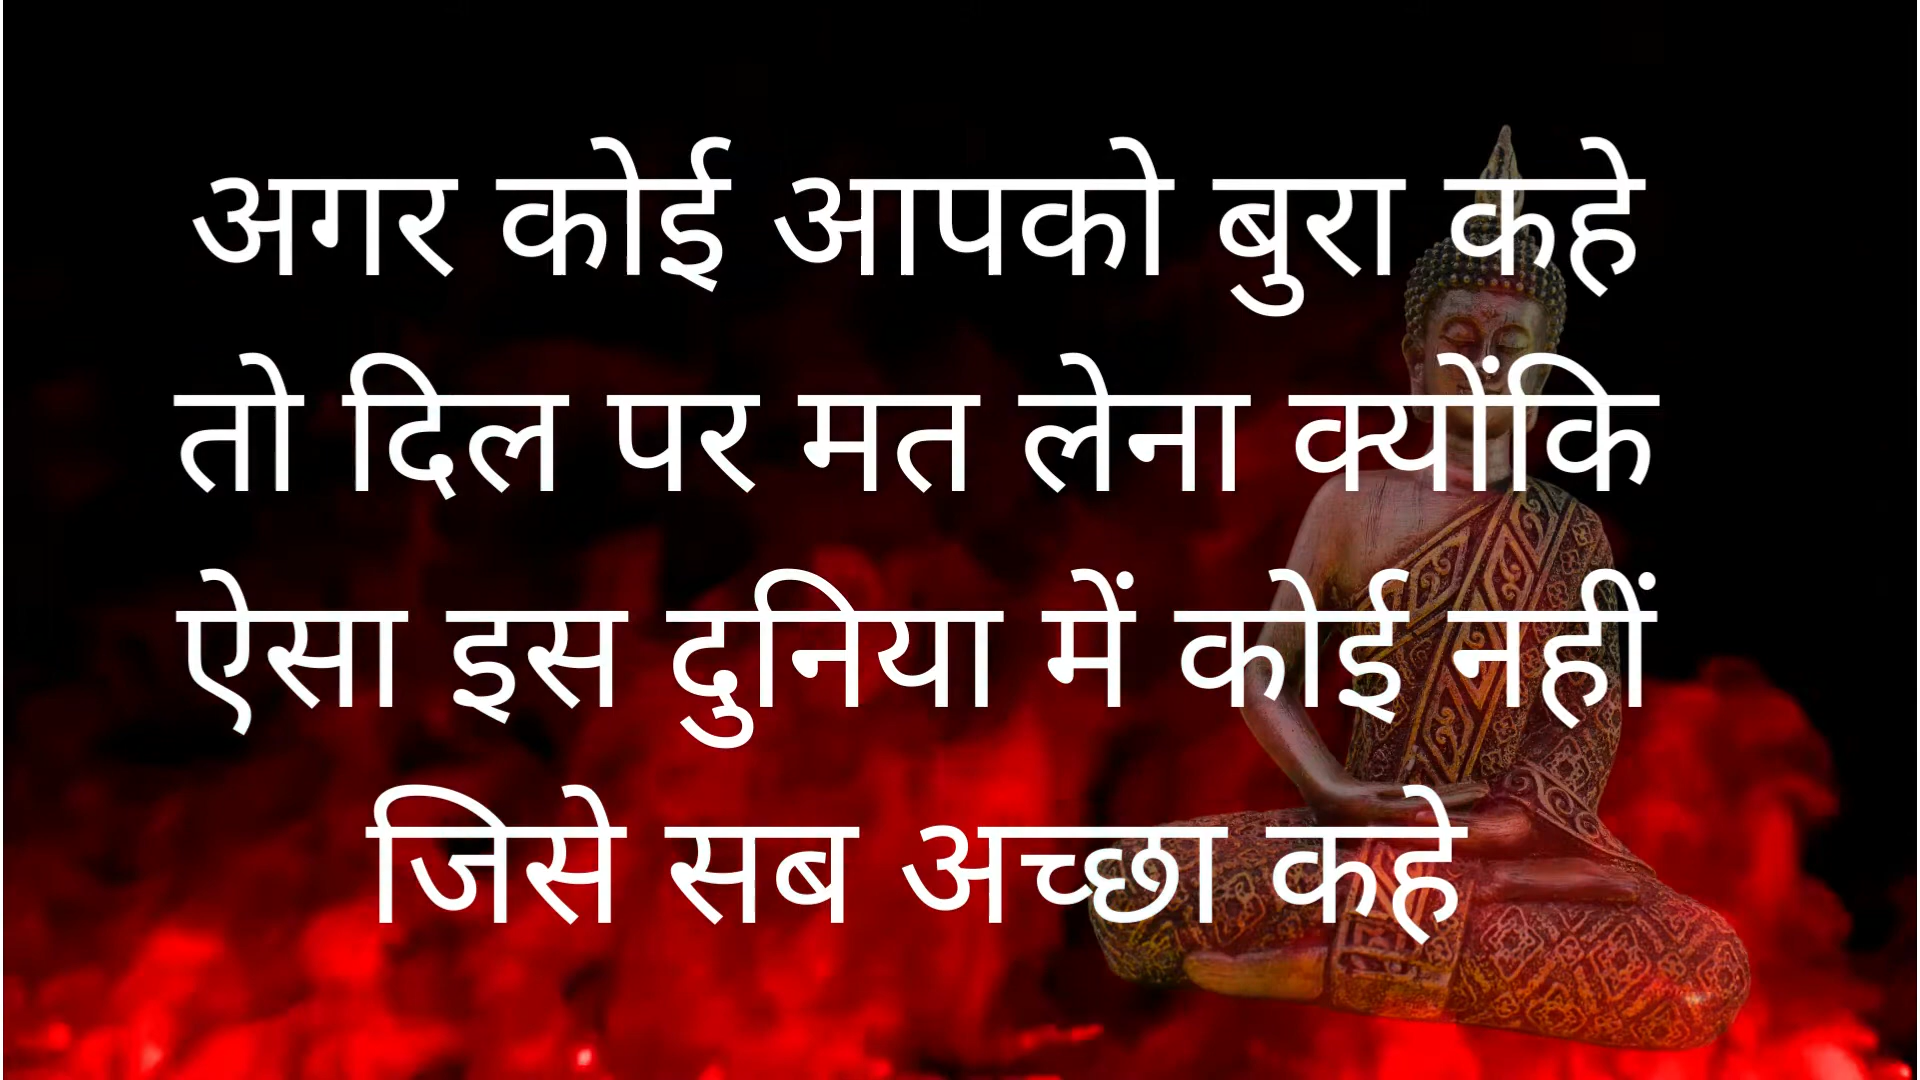 अगर कोई आपको बुरा कहे
तो दिल पर मत लेना क्योंकि
ऐसा इस दुनिया में कोई नहीं
जिसे सब अच्छा कहे